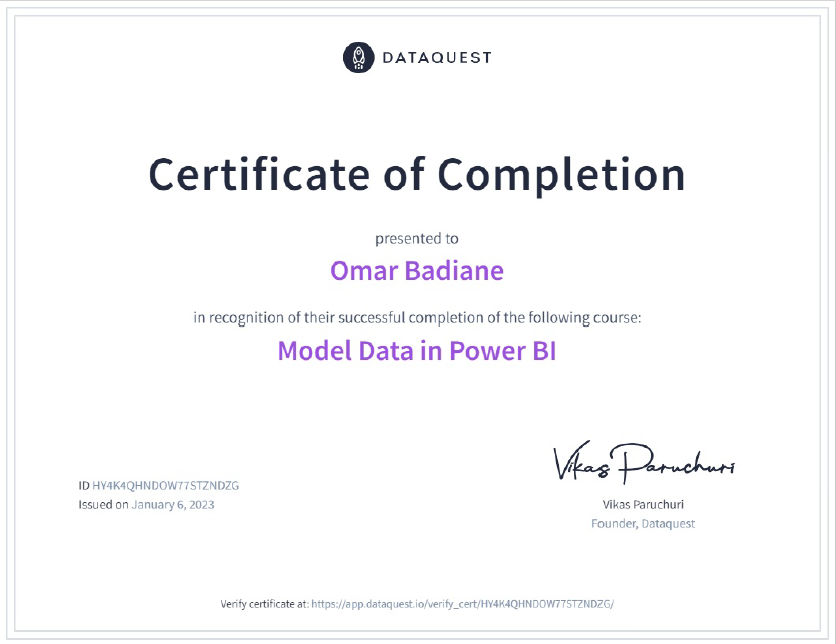 DATAQUEST
Certificate of Completion
presented to
Omar Badiane
in recognition of their successful completion of the following course:
Model Data in Power BI
Vikas Paruchuri
ID HY4K4QHNDOW77STZNDZG
Issued on January 6, 2023
Vikas Paruchuri
Founder, Dataquest
Verify certificate at: https://app.dataquest.io/verify_cert/HY4K4QHNDOW77STZNDZG/